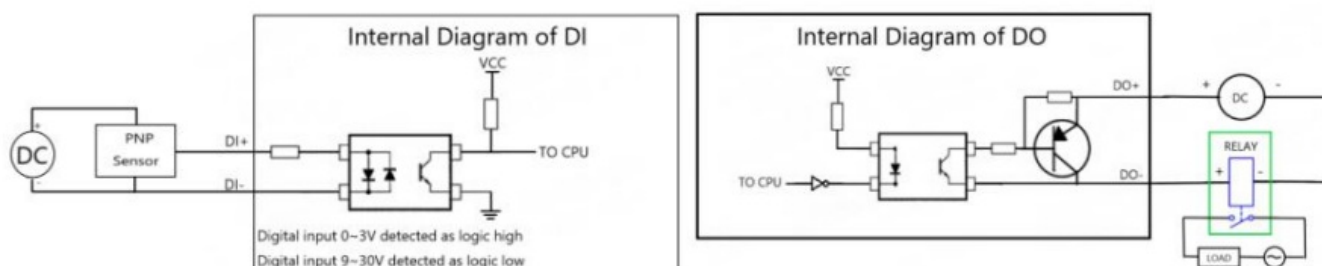 Internal Diagram of DI
VCC
+
DC
-
PNP
Sensor
DI+
DI-
TO CPU
Digital input 0~3V detected as logic high
Digital input 9~30V detected as logic low
Internal Diagram of DO
VCC
TO CPU
DO+
DO-
+
DC
-
RELAY
+
-
LOAD